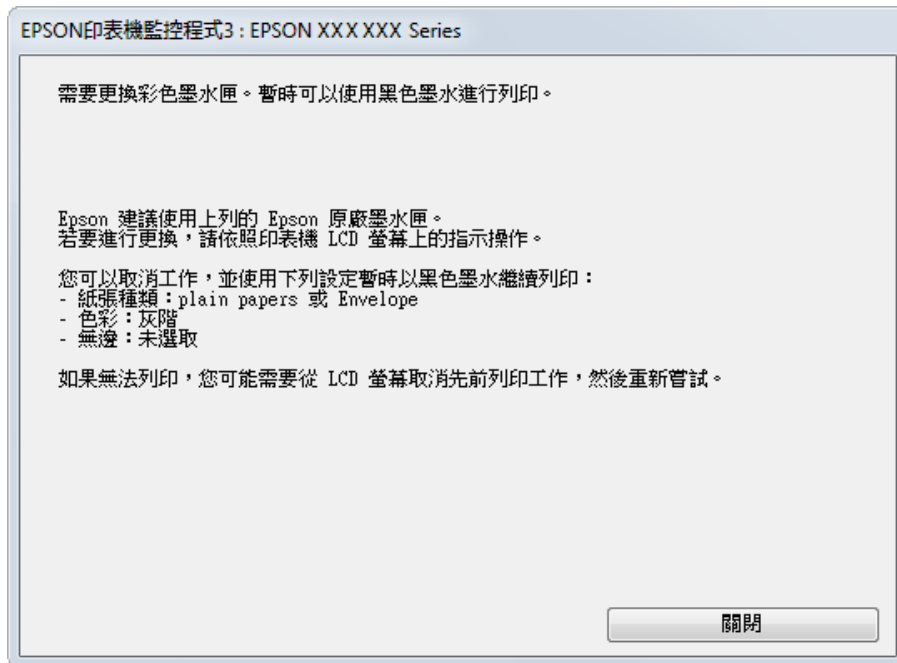 EPSON印表機監控程式3 : EPSON XXX XXX Series
需要更換彩色墨水匣。暫時可以使用黑色墨水進行列印。
Epson 建議使用上列的 Epson 原廠墨水匣。
若要進行更換，請依照印表機 LCD 螢幕上的指示操作。
您可以取消工作，並使用下列設定暫時以黑色墨水繼續列印：
- 紙張種類：plain papers 或 Envelope
- 色彩：灰階
- 無邊：未選取
如果無法列印，您可能需要從 LCD 螢幕取消先前列印工作，然後重新嘗試。
關閉